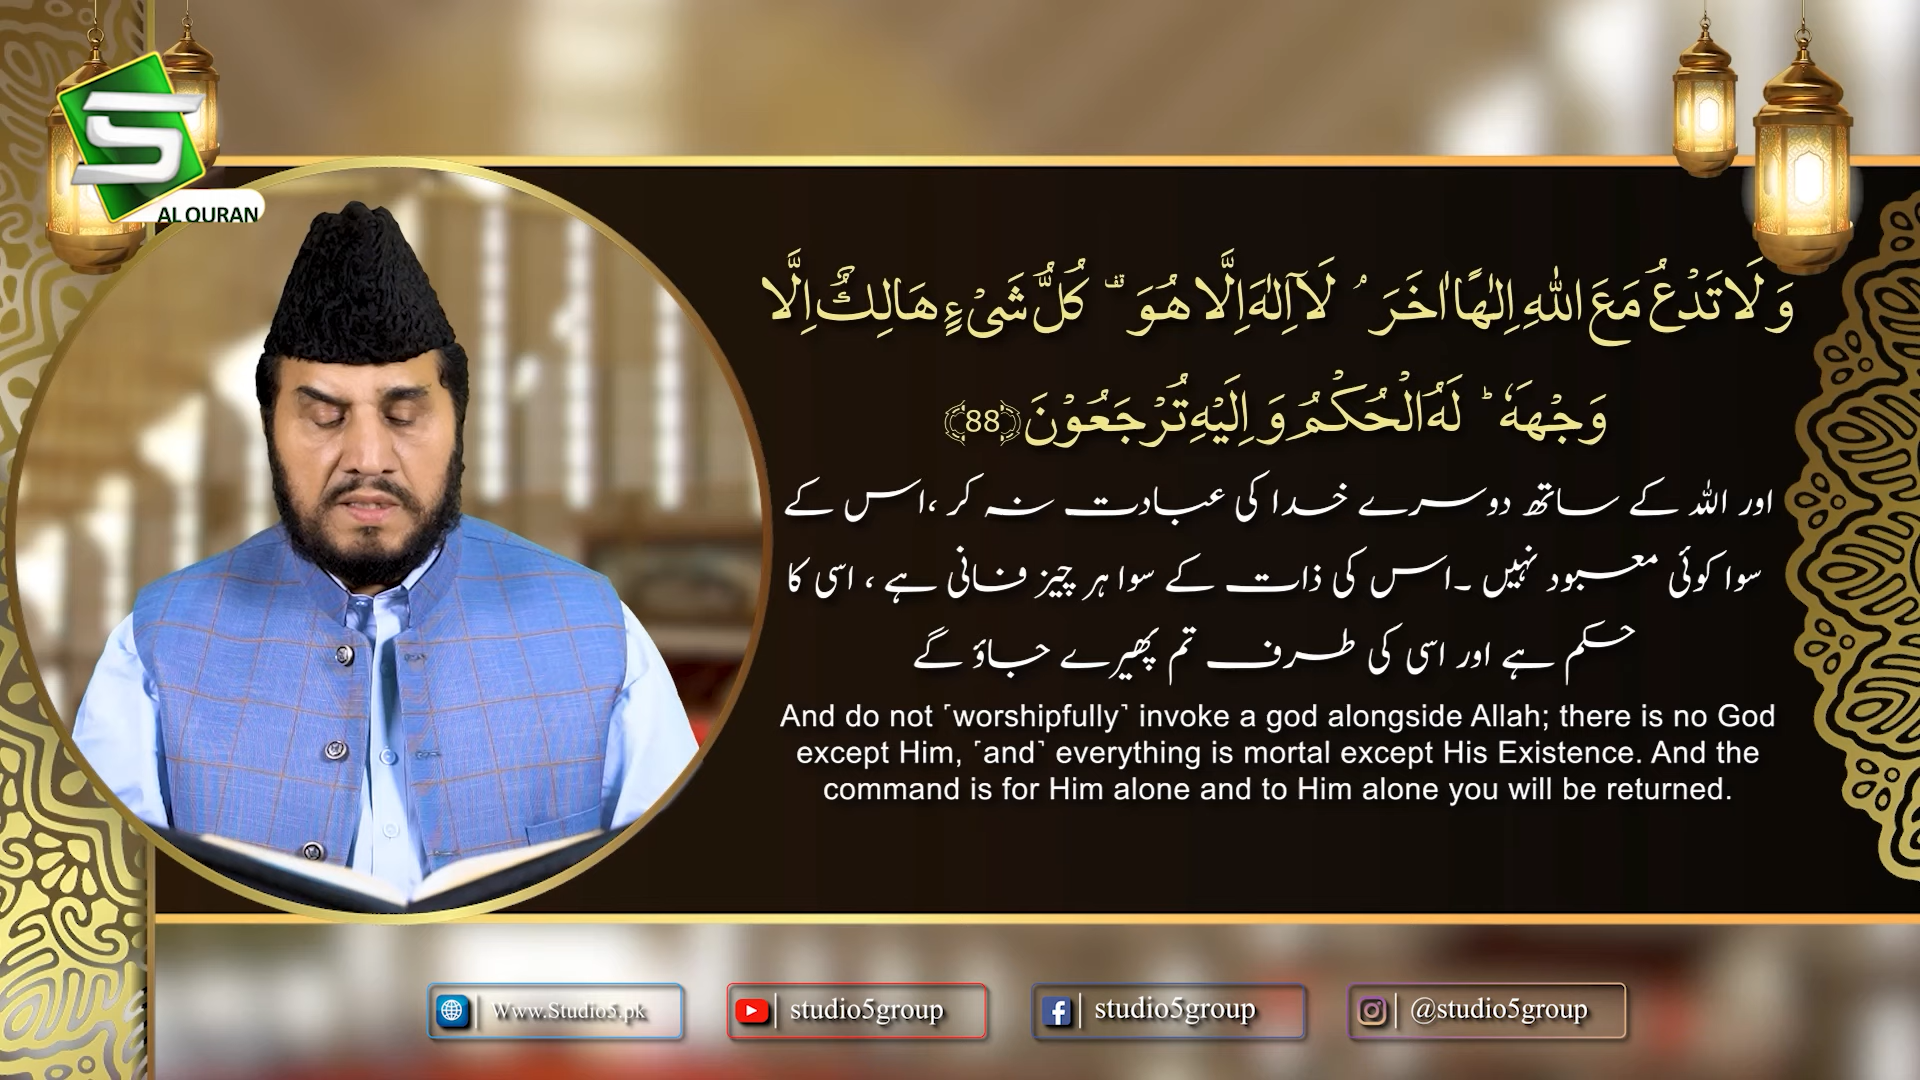 S
AL QURAN
وَ لَا تَدْعُ مَعَ اللّٰهِ اِلٰهًا اٰخَرَ ۘ لَاۤ اِلٰهَ اِلَّا هُوَ ۫ كُلُّ شَیْءٍ هَالِكٌ اِلَّا
وَجْهَهٗ ؕ لَهُ الْحُكْمُ وَ اِلَیْهِ تُرْجَعُوْنَ ﴿88﴾
اور اللہ کے ساتھ دوسرے خدا کی عبادت نہ کر ،اس کے
سوا کوئی معبود نہیں ۔اس کی ذات کے سوا ہر چیز فانی ہے ، اسی کا
حکم ہے اور اسی کی طرف تم پھیرے جاؤ گے
And do not ˹worshipfully˺ invoke a god alongside Allah; there is no God
except Him, ˹and˺ everything is mortal except His Existence. And the
command is for Him alone and to Him alone you will be returned.
Www.Studio5.pk
studio5group
studio5group
@studio5group